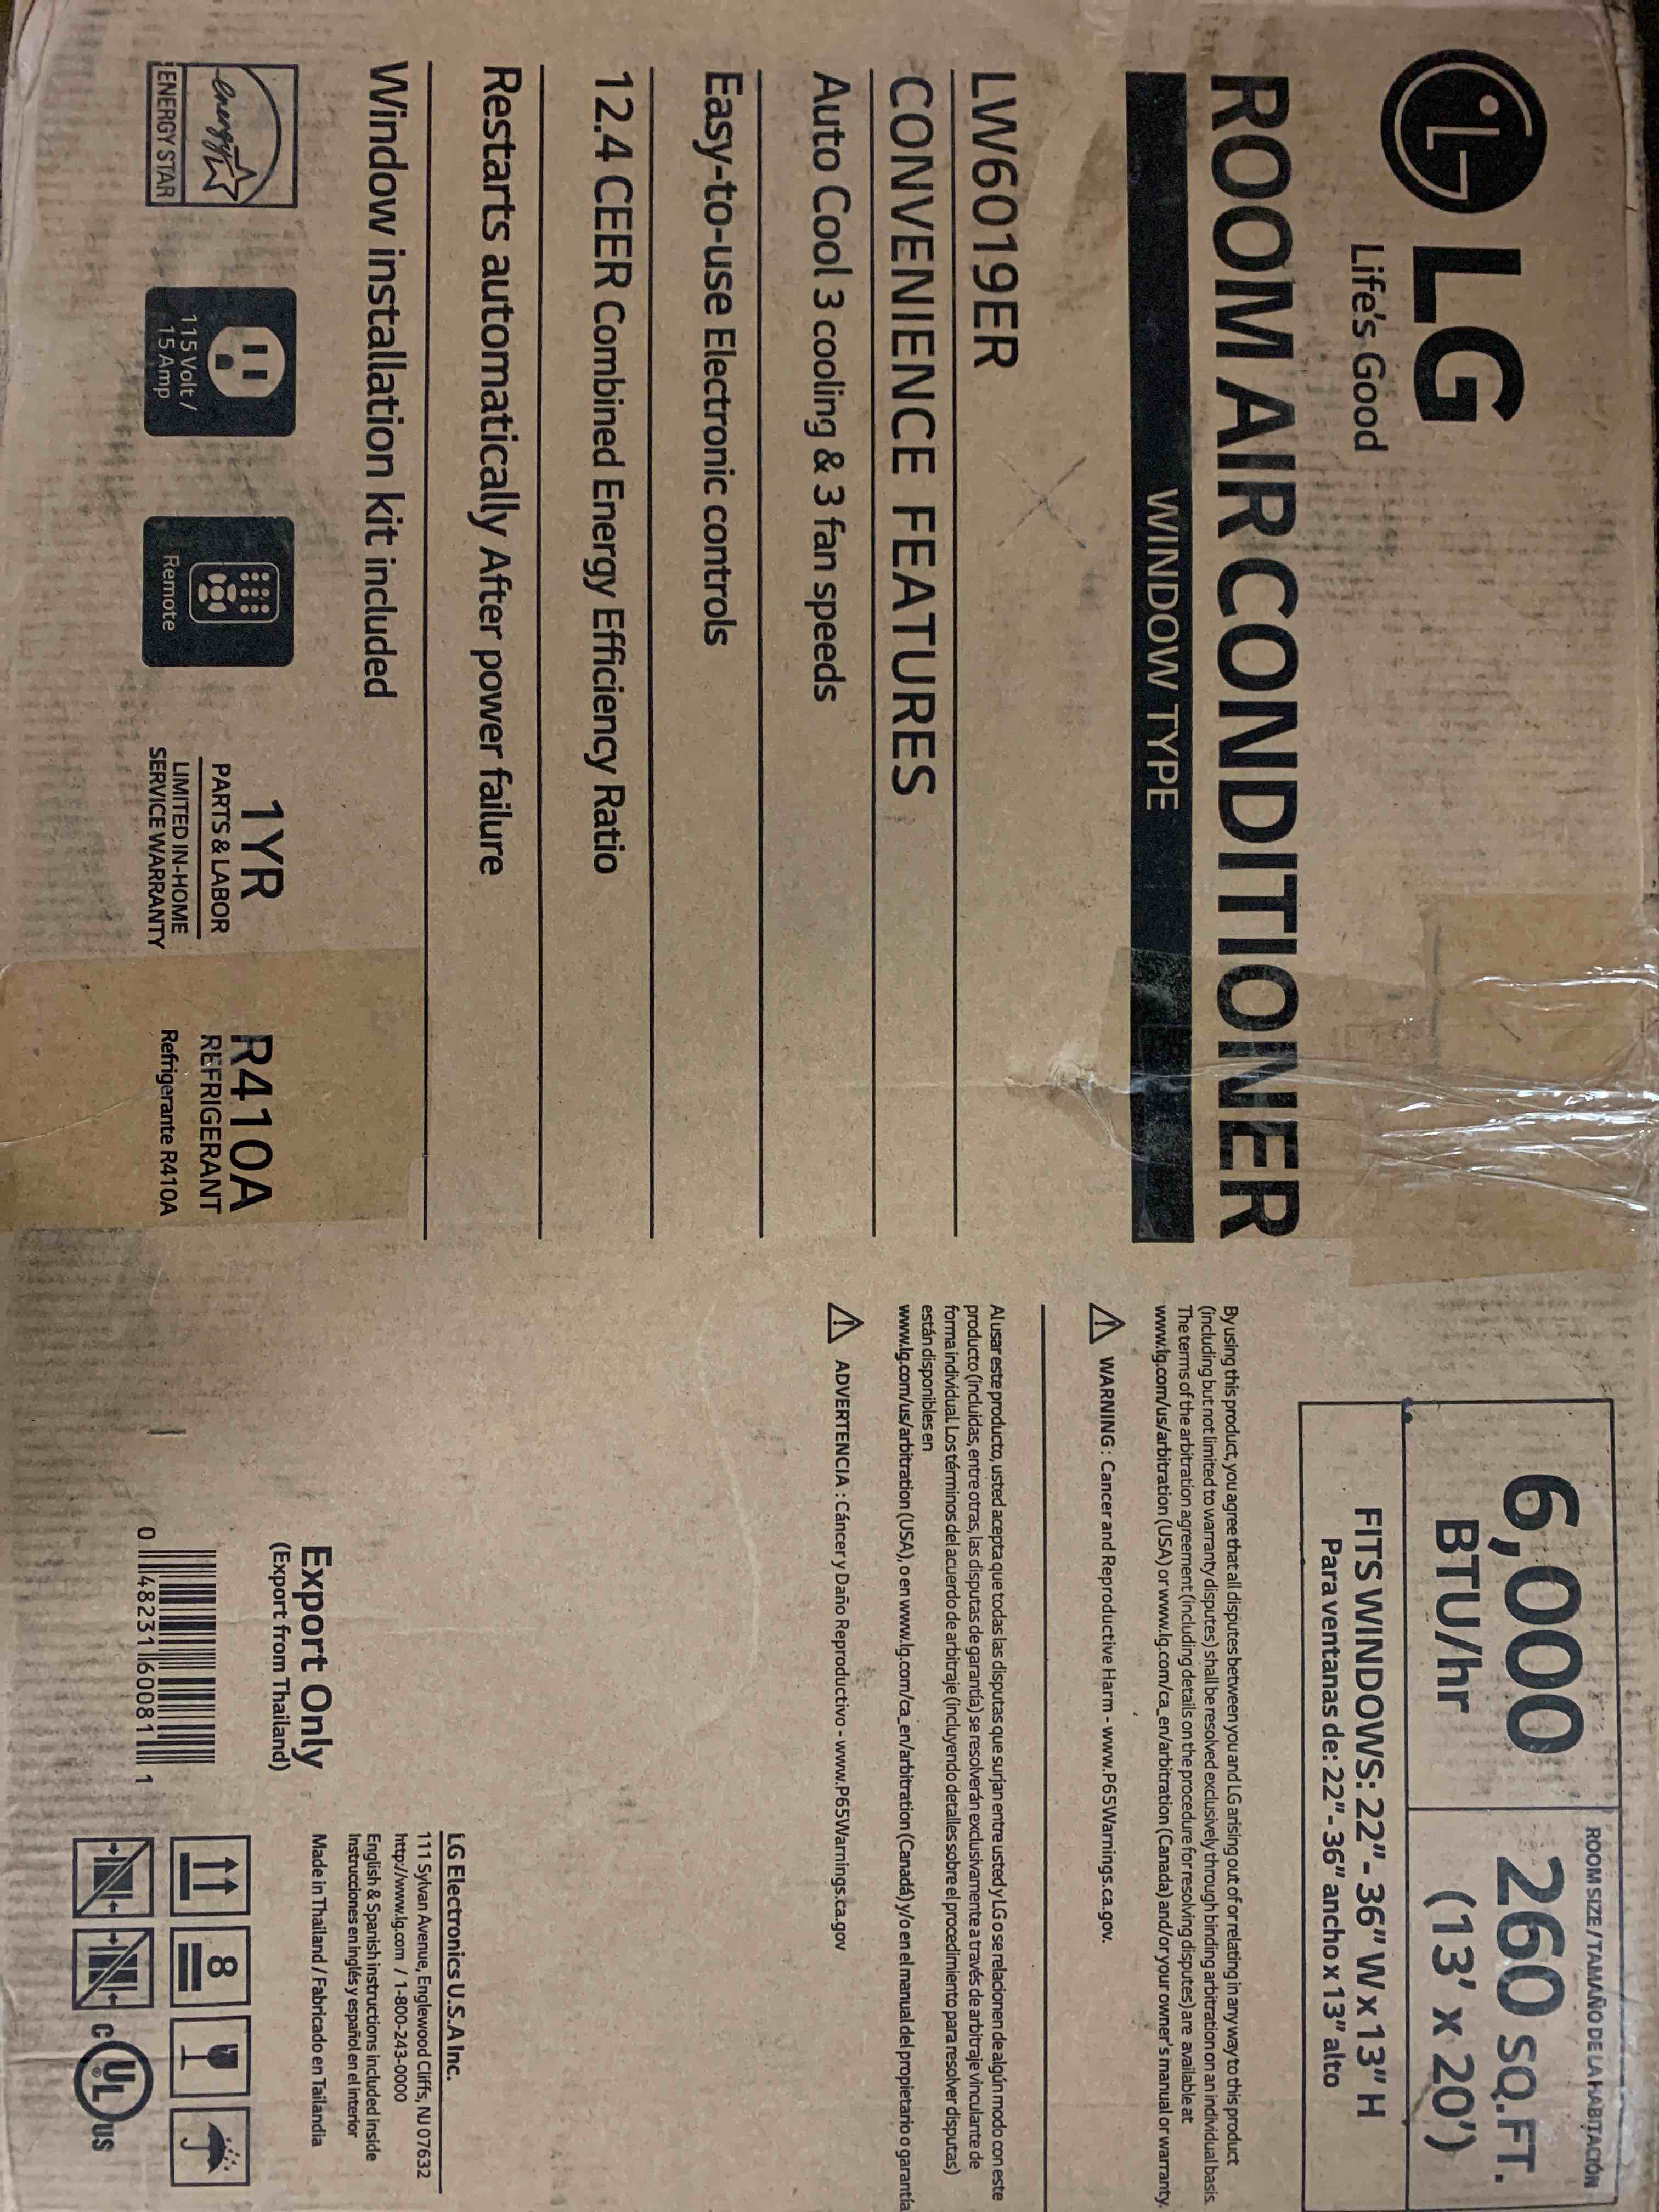 LG
Life's Good
ROOM AIR CONDITIONER
WINDOW TYPE
LW6019ER
CONVENIENCE FEATURES
Auto Cool 3 cooling & 3 fan speeds
Easy-to-use Electronic controls
12.4 CEER Combined Energy Efficiency Ratio
Restarts automatically After power failure
Window installation kit included
energy
ENERGY STAR
115 Volt /
15 Amp
Remote
1YR
PARTS & LABOR
LIMITED IN-HOME
SERVICE WARRANTY
R410A
REFRIGERANT
Refrigerante R410A
6,000
BTU/hr
ROOM SIZE / TAMAÑO DE LA HABITACIÓN
260 SQ.FT.
(13' x 20')
FITS WINDOWS: 22"- 36" W x 13" H
Para ventanas de: 22"- 36" ancho x 13" alto
By using this product, you agree that all disputes between you and LG arising out of or relating in any way to this product
(including but not limited to warranty disputes) shall be resolved exclusively through binding arbitration on an individual basis.
The terms of the arbitration agreement (including details on the procedure for resolving disputes) are available at
www.lg.com/us/arbitration (USA) or www.lg.com/ca_en/arbitration (Canada) and/or your owner's manual or warranty.
WARNING : Cancer and Reproductive Harm - www.P65Warnings.ca.gov.
Al usar este producto, usted acepta que todas las disputas que surjan entre usted y LG o se relacionen de algún modo con este
producto (incluidas, entre otras, las disputas de garantía) se resolverán exclusivamente a través de arbitraje vinculante de
forma individual. Los términos del acuerdo de arbitraje (incluyendo detalles sobre el procedimiento para resolver disputas)
están disponibles en
www.lg.com/us/arbitration (USA), o en www.lg.com/ca_en/arbitration (Canadá) y/o en el manual del propietario o garantía
ADVERTENCIA : Cáncer y Daño Reproductivo - www.P65Warnings.ca.gov
Export Only
(Export from Thailand)
0 48231 60081 1
LG Electronics U.S.A Inc.
111 Sylvan Avenue, Englewood Cliffs, NJ 07632
http://www.lg.com / 1-800-243-0000
English & Spanish instructions included inside
Instrucciones en inglés y español en el interior
Made in Thailand / Fabricado en Tailandia
8
C UL US